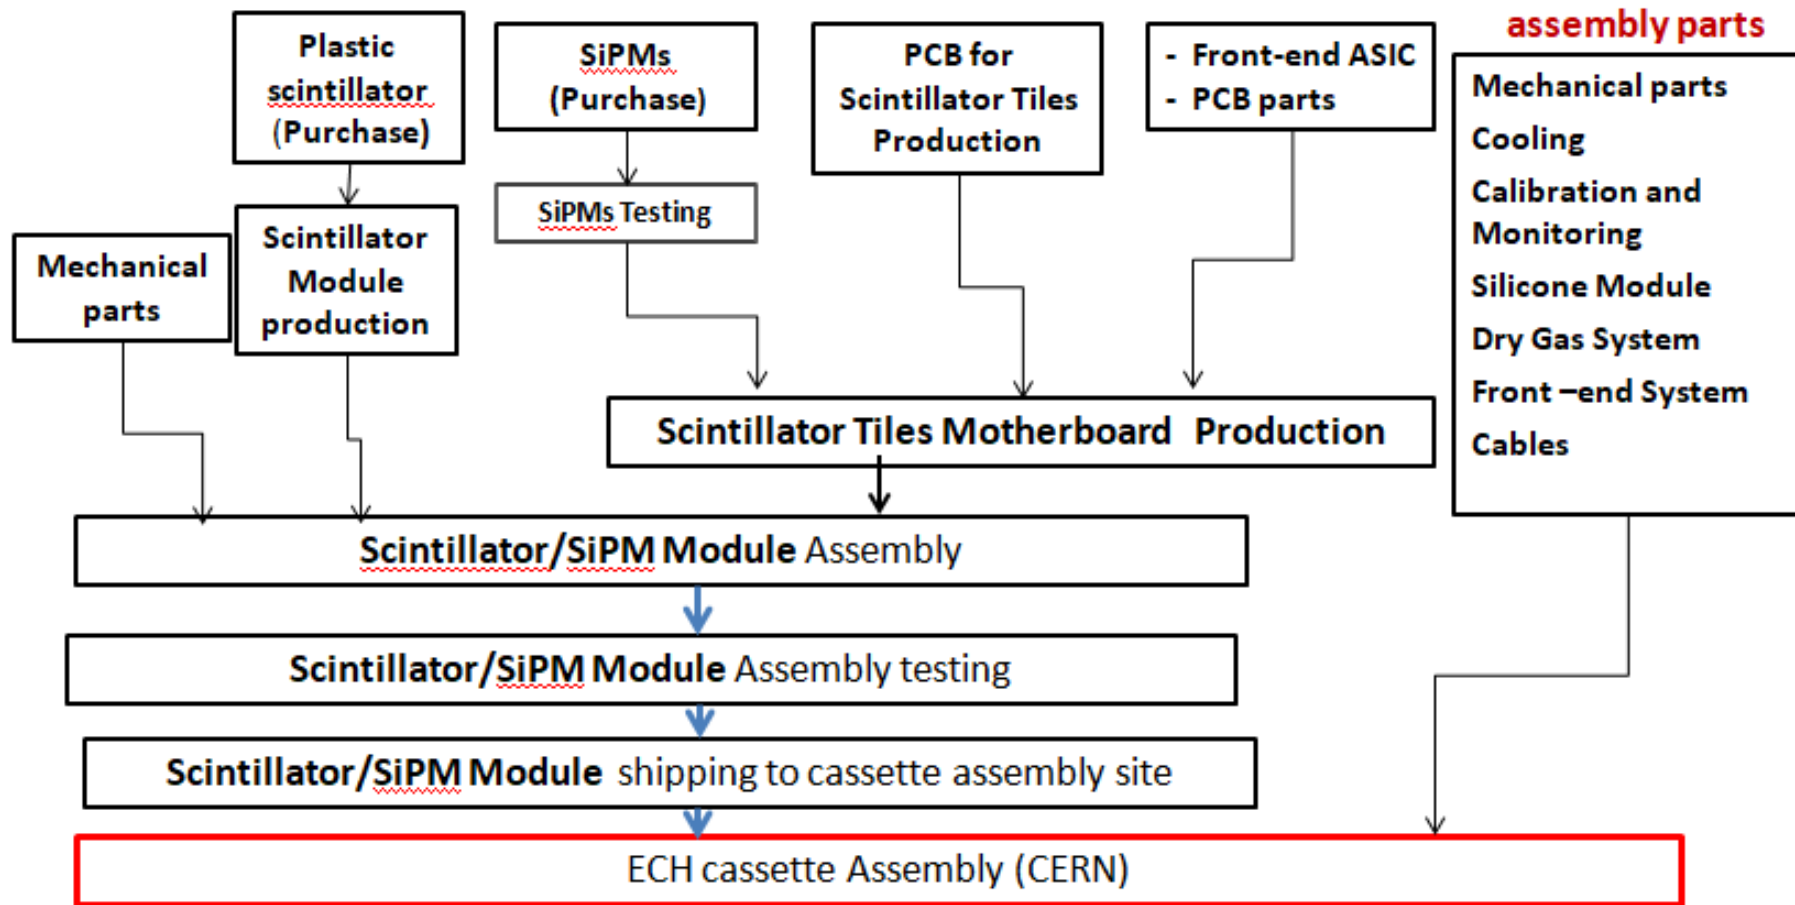 assembly parts
Plastic
scintillator
(Purchase)
SiPMs
(Purchase)
PCB for
Scintillator Tiles
Production
- Front-end ASIC
- PCB parts
Mechanical parts
Cooling
Calibration and
Monitoring
Silicone Module
Dry Gas System
Front –end System
Cables
SiPMs Testing
Mechanical
parts
Scintillator
Module
production
Scintillator Tiles Motherboard Production
Scintillator/SiPM Module Assembly
Scintillator/SiPM Module Assembly testing
Scintillator/SiPM Module shipping to cassette assembly site
ECH cassette Assembly (CERN)